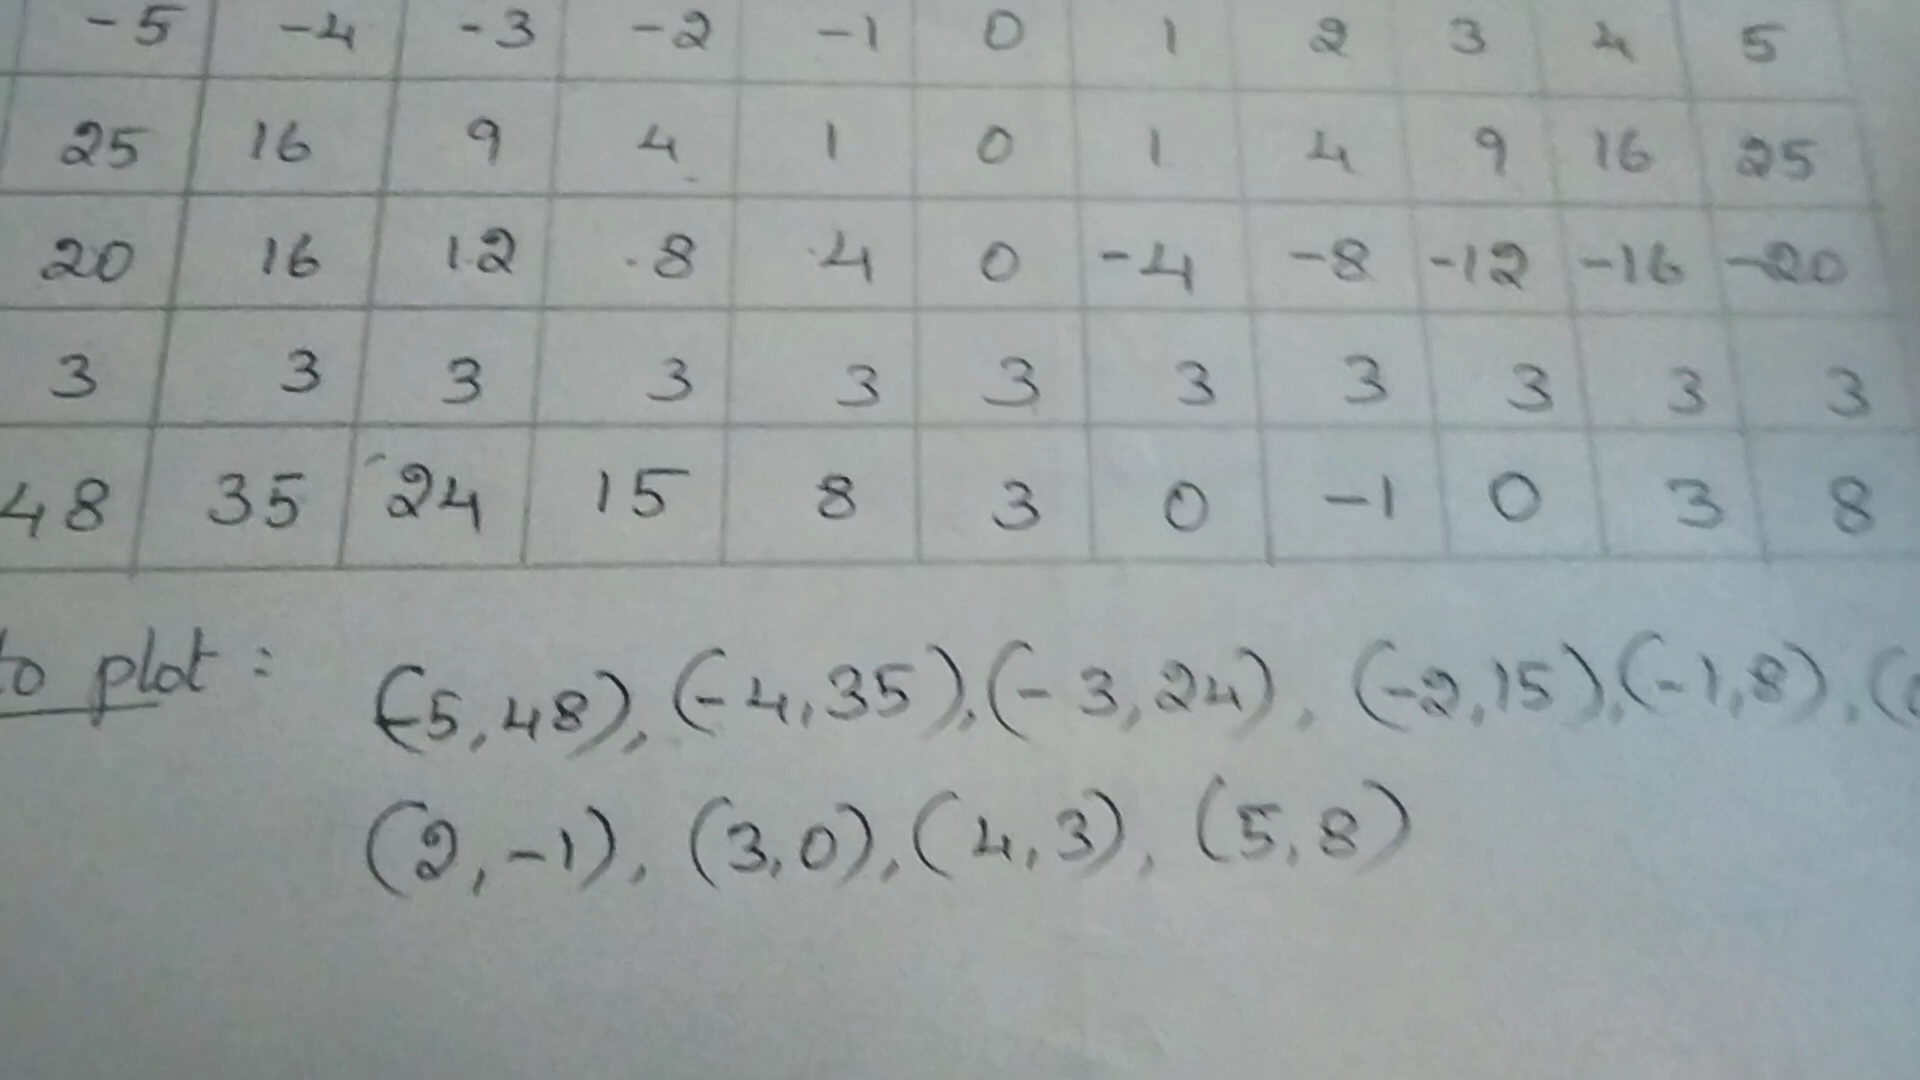 -5 -4 -3 -2 -1 0 1 2 3 4 5
25 16 9 4 1 0 1 4 9 16 25
20 16 12 8 4 0 -4 -8 -12 -16 -20
3 3 3 3 3 3 3 3 3 3 3
48 35 24 15 8 3 0 -1 0 3 8
to plot : (-5,48), (-4,35), (-3,24), (-2,15), (-1,8), (
(2,-1), (3,0), (4,3), (5,8)